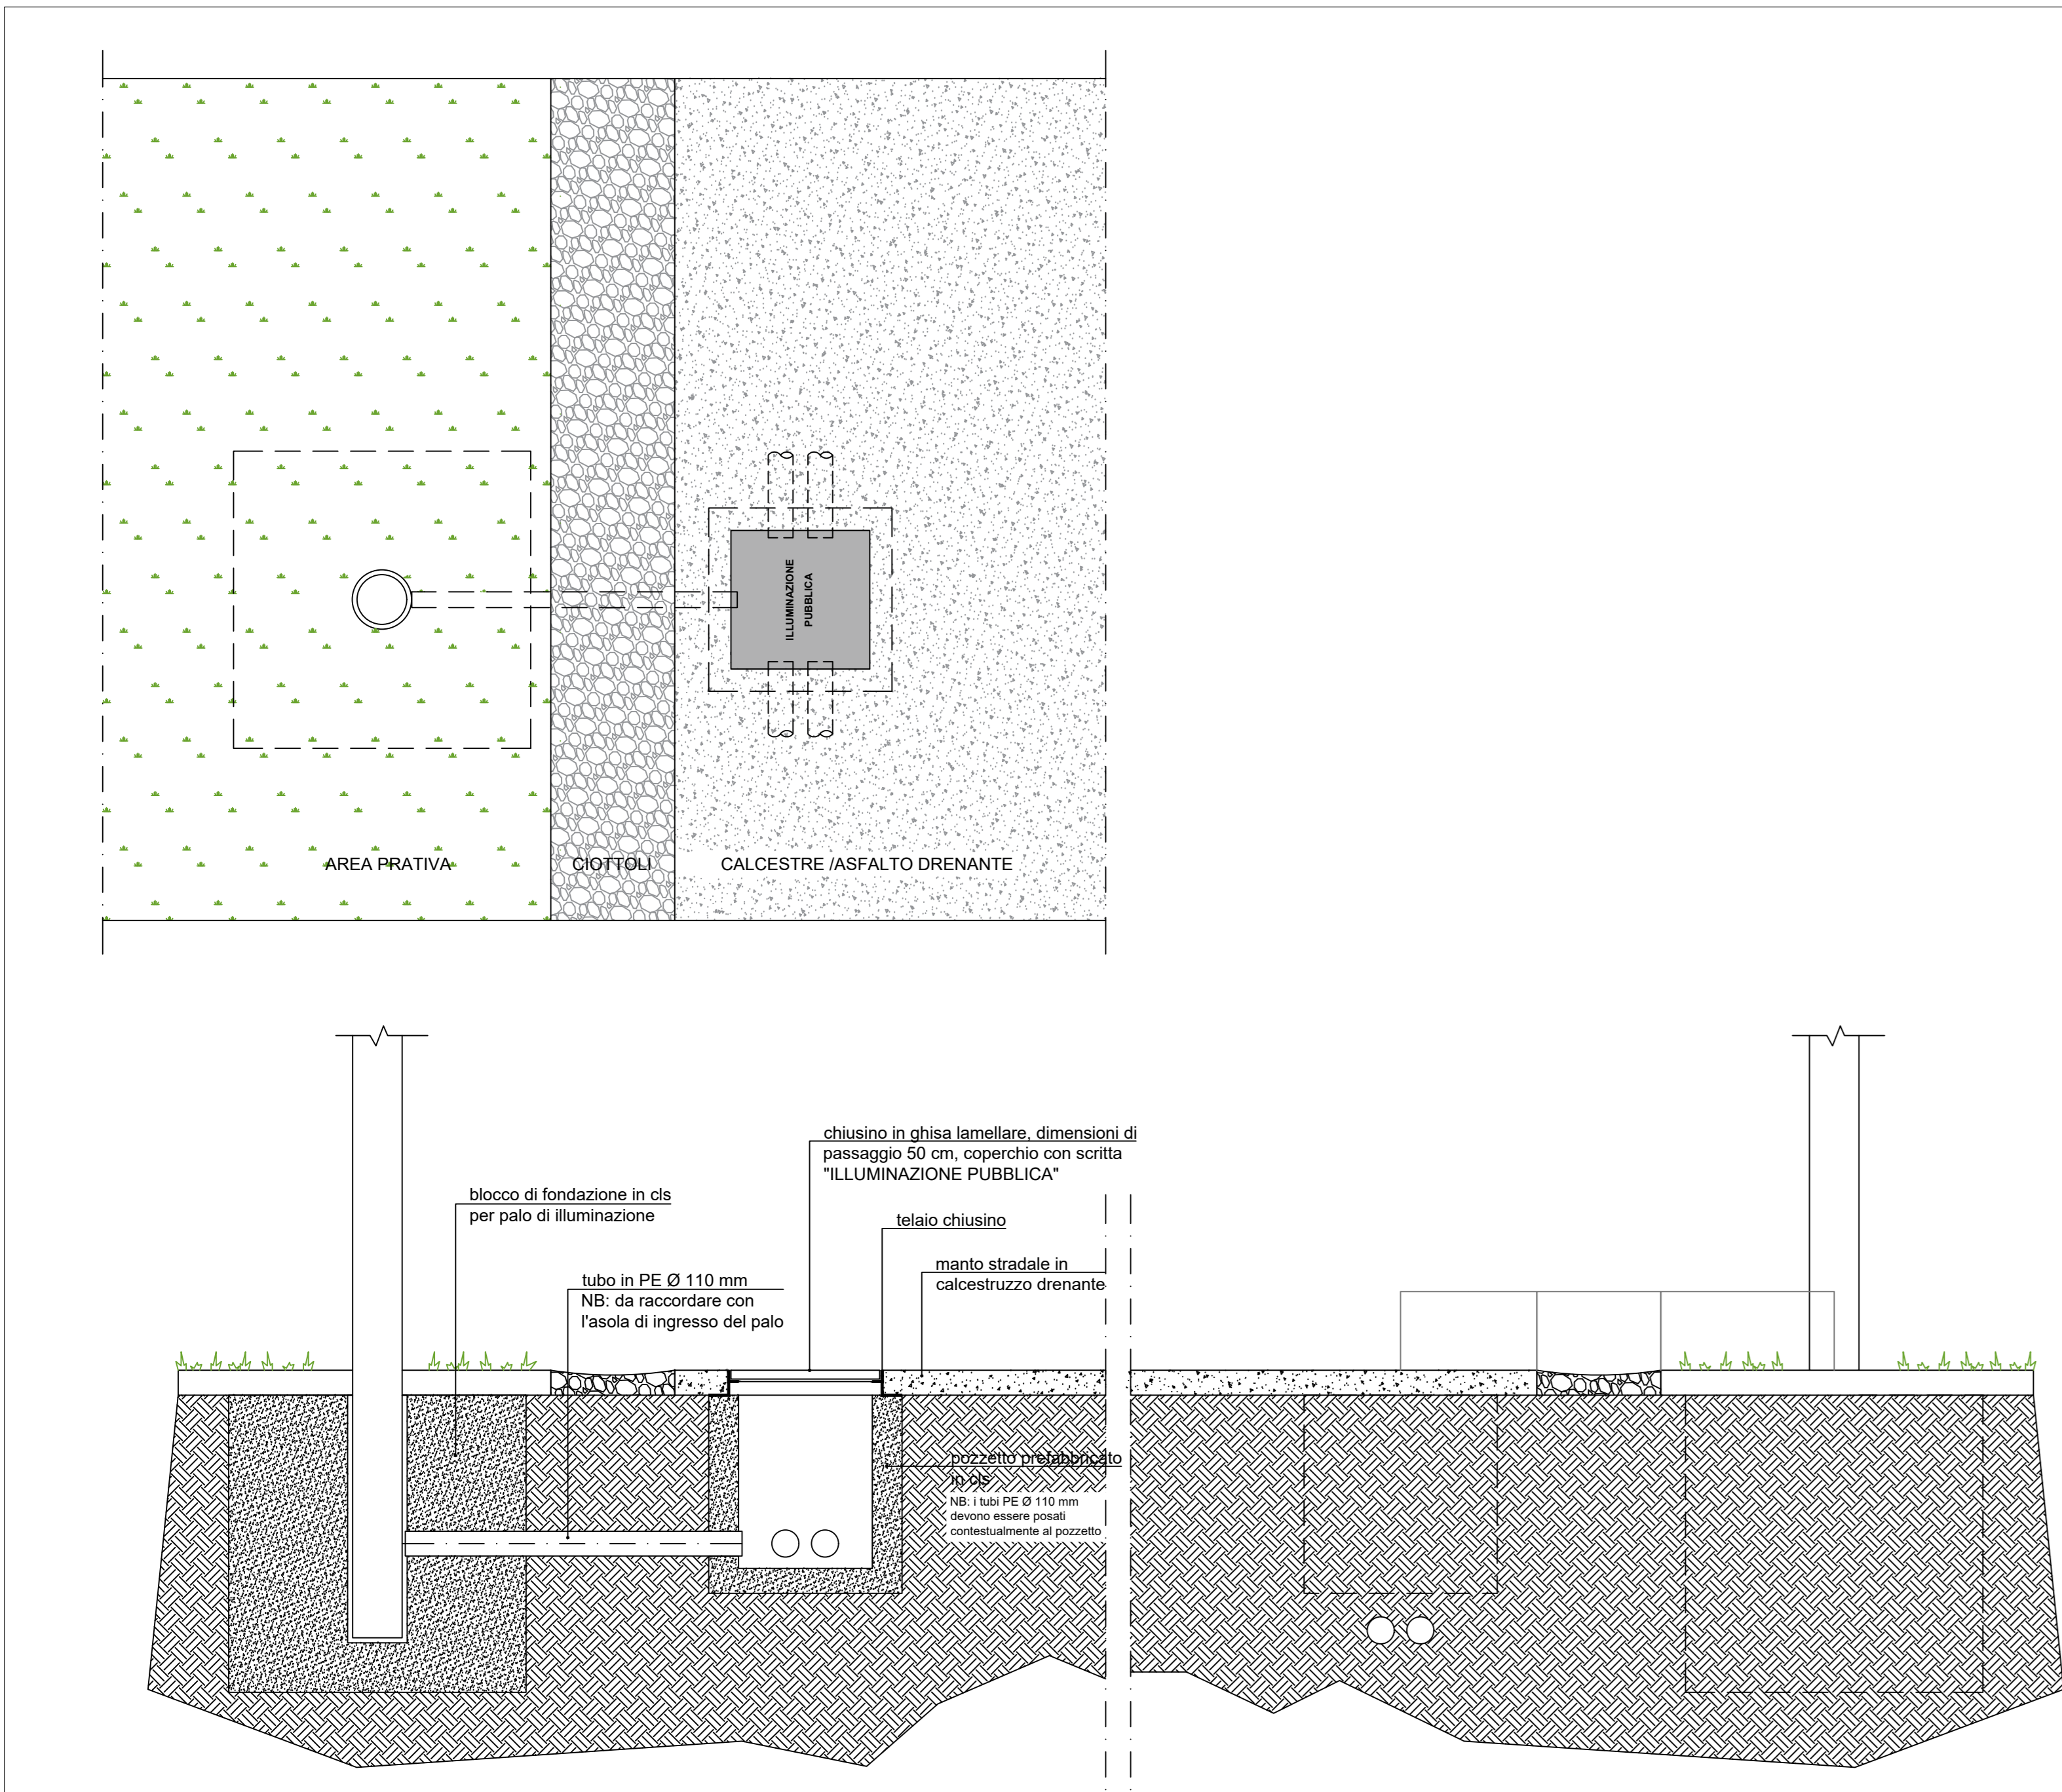 ILLUMINAZIONE
PUBBLICA
AREA PRATIVA
CIOTTOLI
CALCESTRE /ASFALTO DRENANTE
chiusino in ghisa lamellare, dimensioni di
passaggio 50 cm, coperchio con scritta
"ILLUMINAZIONE PUBBLICA"
blocco di fondazione in cls
per palo di illuminazione
telaio chiusino
manto stradale in
calcestruzzo drenante
tubo in PE Ø 110 mm
NB: da raccordare con
l'asola di ingresso del palo
pozzetto prefabbricato
in cls
NB: i tubi PE Ø 110 mm
devono essere posati
contestualmente al pozzetto